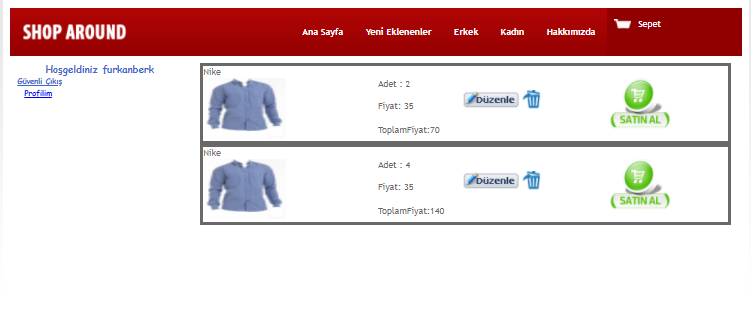 SHOP AROUND
Ana Sayfa Yeni Eklenenler Erkek Kadın Hakkımızda Sepet
Hoşgeldiniz furkanberk
Güvenli Çıkış
Profilim
Nike
Adet : 2
Fiyat: 35
ToplamFiyat:70
Düzenle
SATIN AL
Nike
Adet : 4
Fiyat: 35
ToplamFiyat:140
Düzenle
SATIN AL